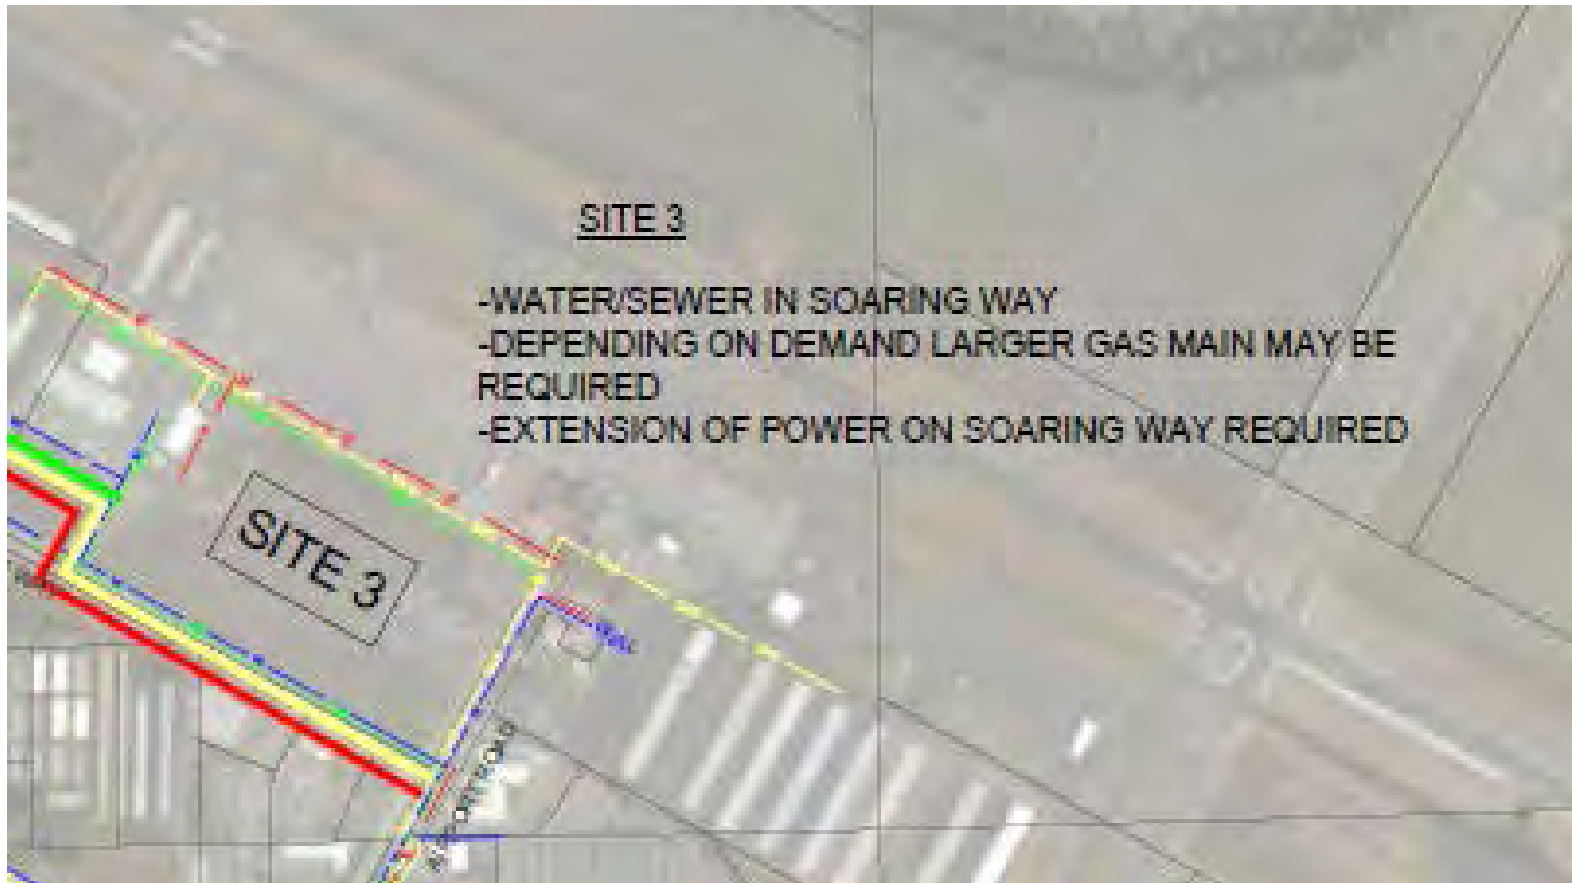 SITE 3
-WATER/SEWER IN SOARING WAY
-DEPENDING ON DEMAND LARGER GAS MAIN MAY BE
REQUIRED
-EXTENSION OF POWER ON SOARING WAY REQUIRED
SITE 3